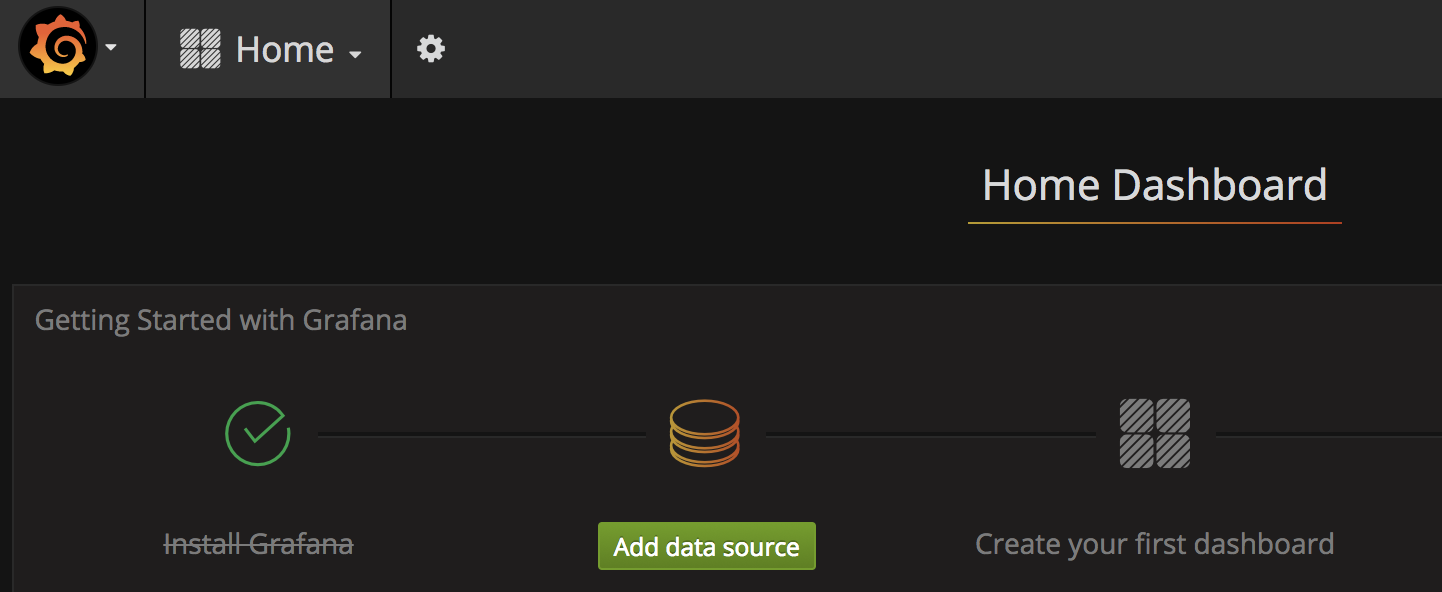 Home
Home Dashboard
Getting Started with Grafana
Install Grafana
Add data source
Create your first dashboard